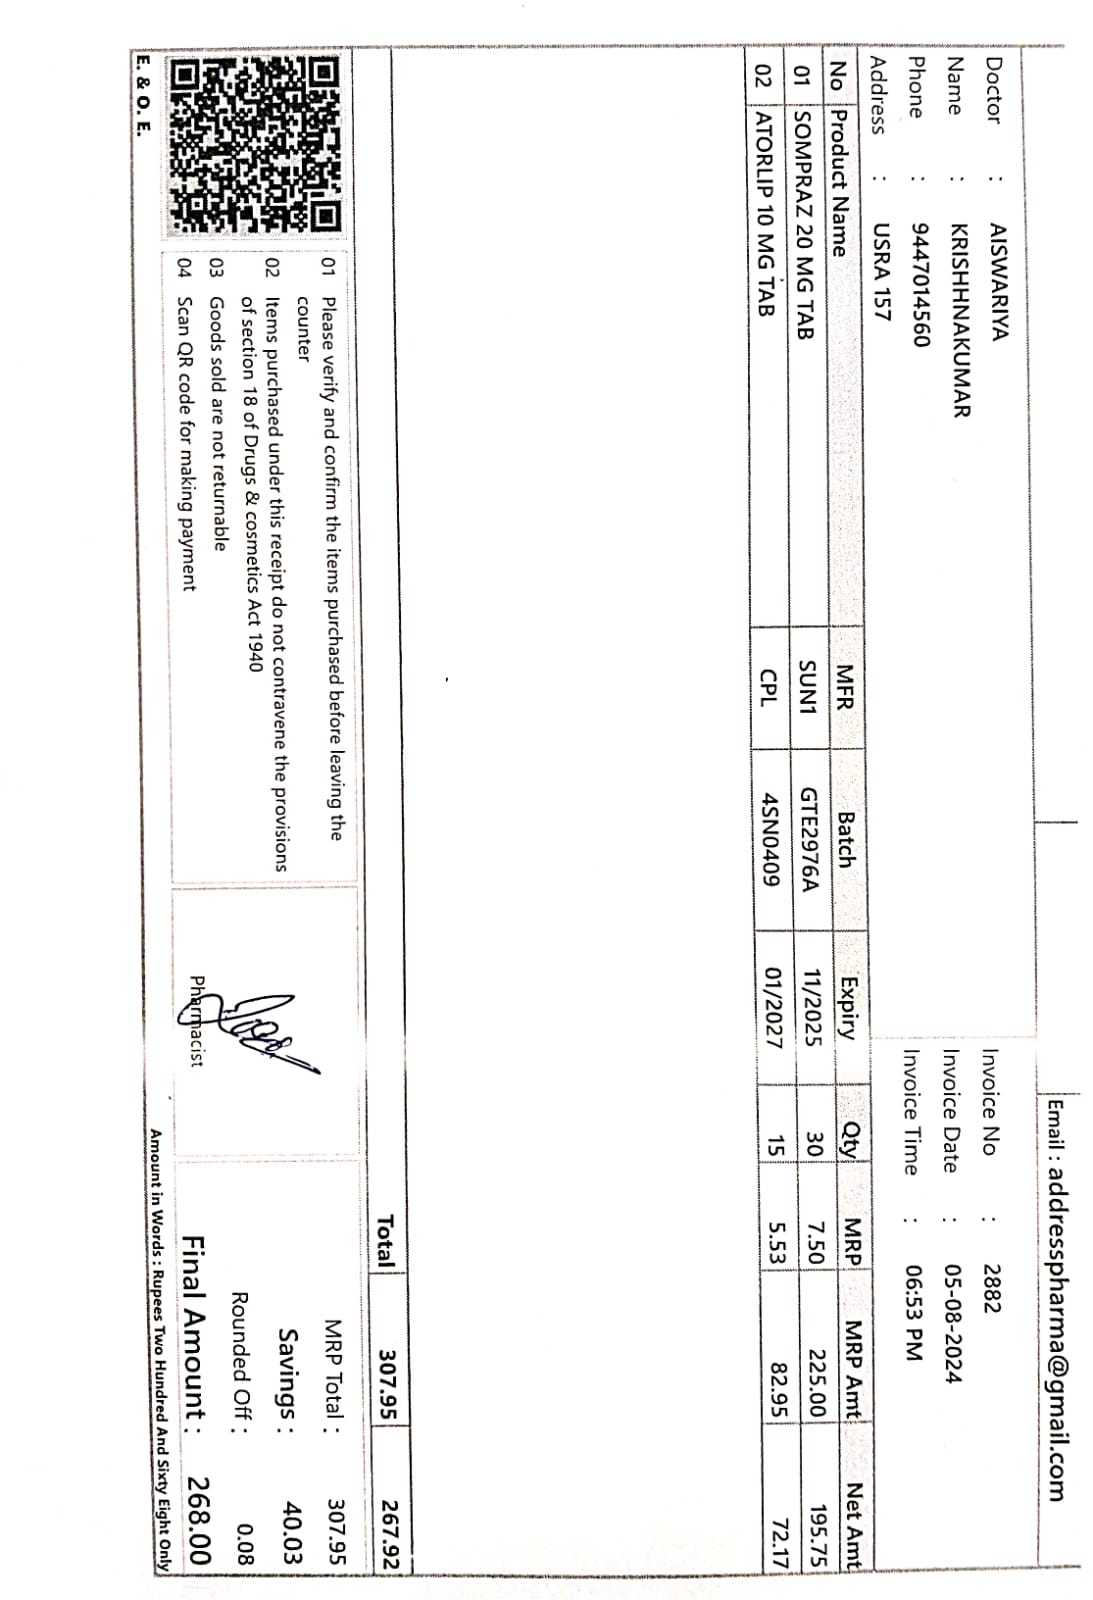 Email : addresspharma@gmail.com
Doctor : AISWARIYA
Name : KRISHHNAKUMAR
Phone : 9447014560
Address : USRA 157
Invoice No : 2882
Invoice Date : 05-08-2024
Invoice Time : 06:53 PM
No Product Name MFR Batch Expiry Qty MRP MRP Amt Net Amt
01 SOMPRAZ 20 MG TAB SUN1 GTE2976A 11/2025 30 7.50 225.00 195.75
02 ATORLIP 10 MG TAB CPL 4SN0409 01/2027 15 5.53 82.95 72.17
Total 307.95 267.92
01 Please verify and confirm the items purchased before leaving the
counter
02 Items purchased under this receipt do not contravene the provisions
of section 18 of Drugs & cosmetics Act 1940
03 Goods sold are not returnable
04 Scan QR code for making payment
E. & O. E.
Pharmacist
MRP Total : 307.95
Savings : 40.03
Rounded Off : 0.08
Final Amount : 268.00
Amount in Words : Rupees Two Hundred And Sixty Eight Only